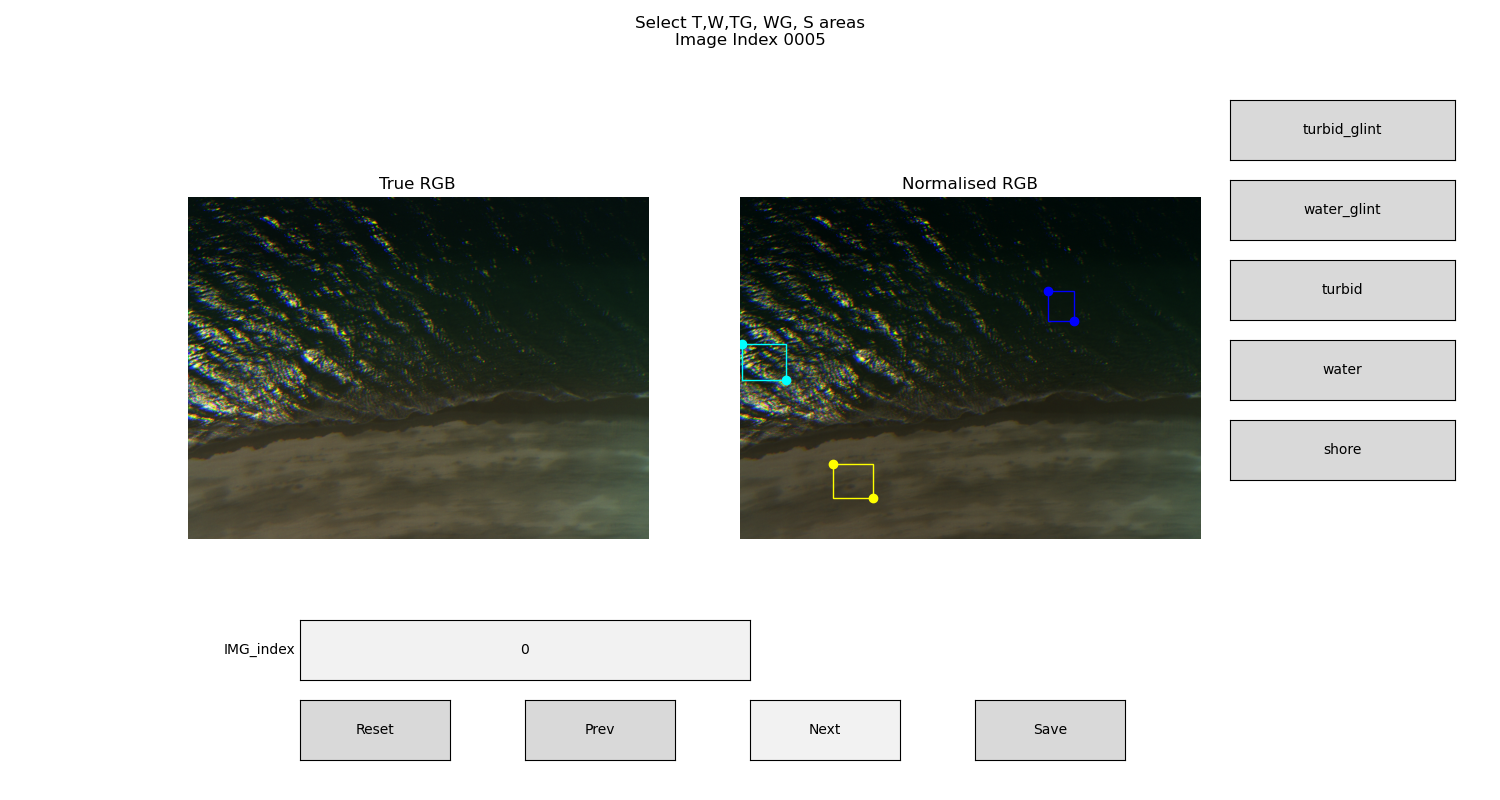 Select T,W,TG, WG, S areas
Image Index 0005
True RGB
Normalised RGB
turbid_glint
water_glint
turbid
water
shore
IMG_index
0
Reset
Prev
Next
Save